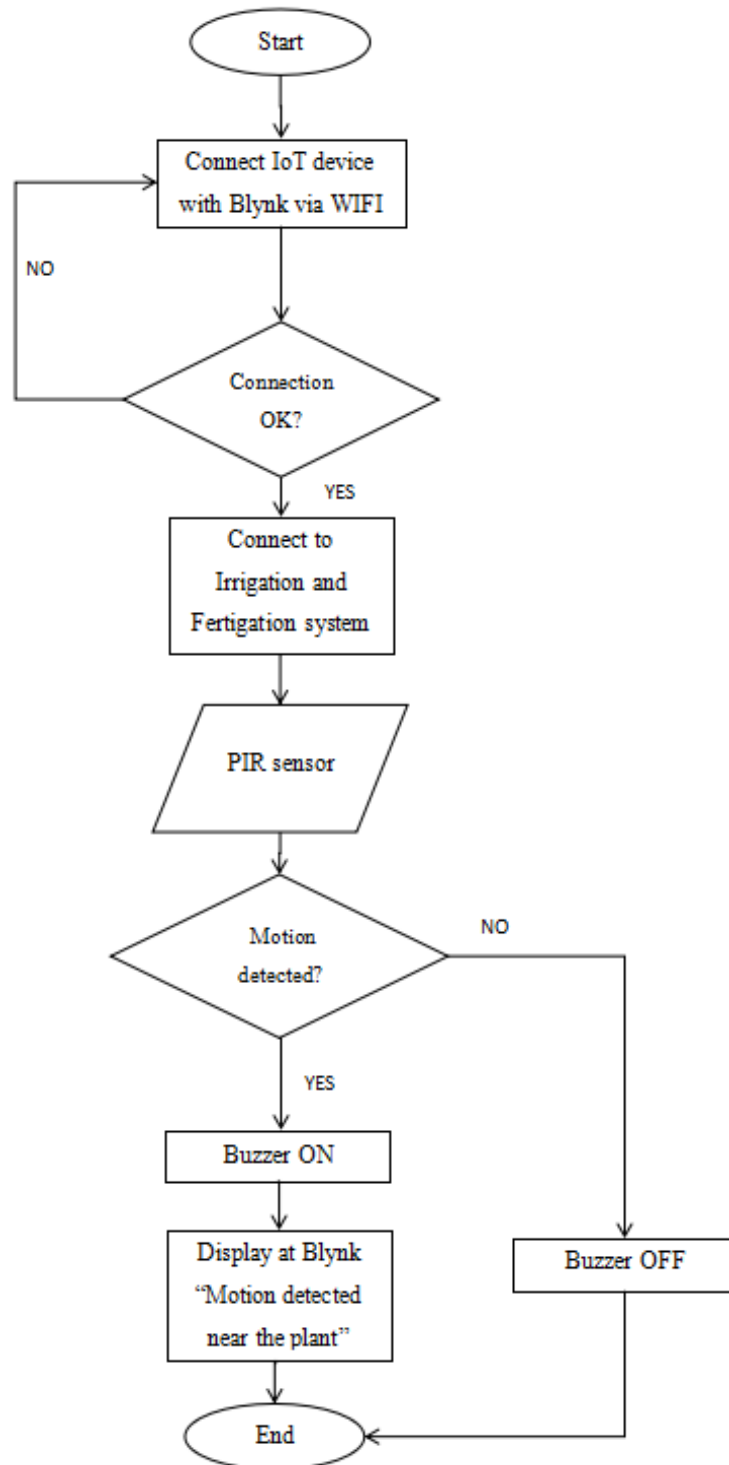 Start
Connect IoT device
with Blynk via WIFI
NO
Connection
OK?
YES
Connect to
Irrigation and
Fertigation system
PIR sensor
Motion
detected?
NO
YES
Buzzer ON
Display at Blynk
“Motion detected
near the plant”
Buzzer OFF
End